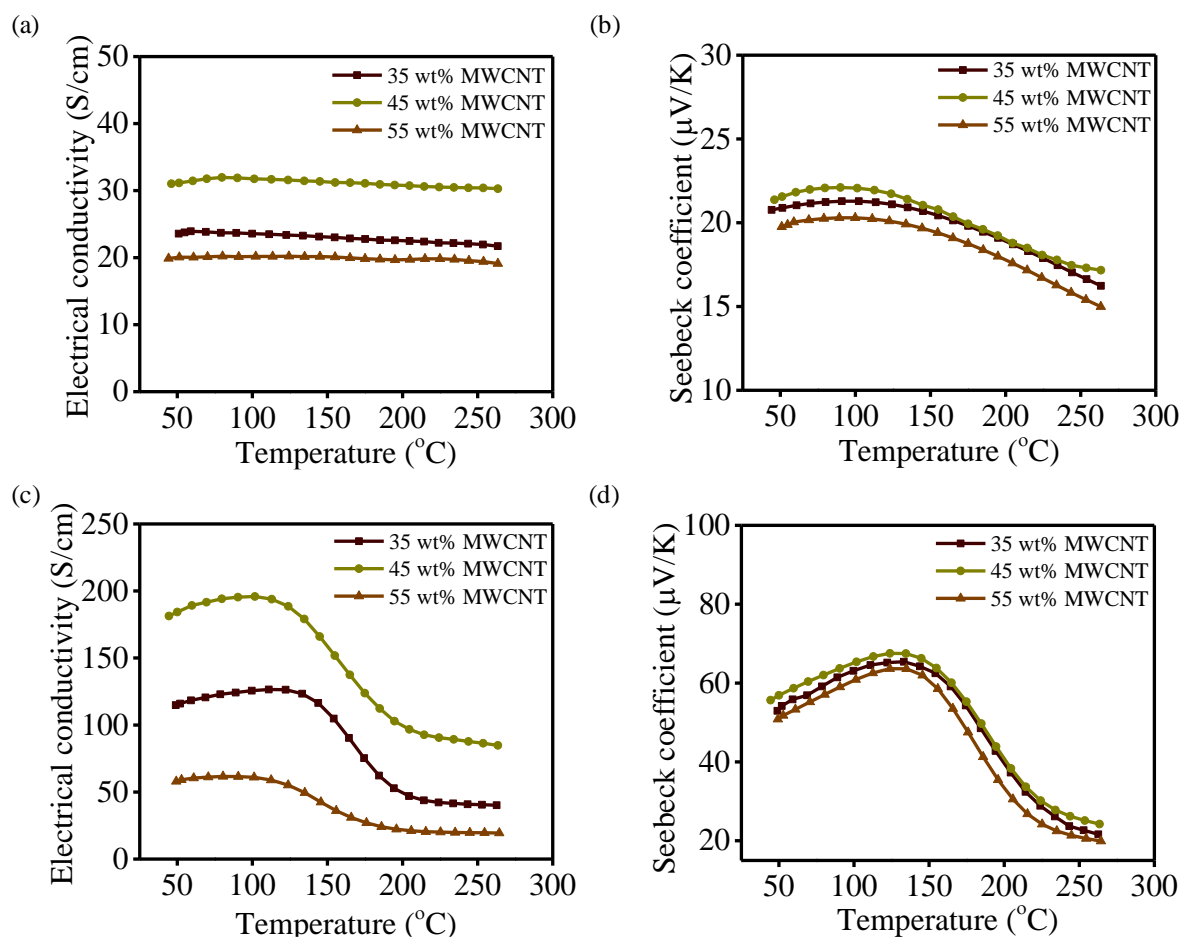 (a)
Electrical conductivity (S/cm)
50
40
30
20
10
0
35 wt% MWCNT
45 wt% MWCNT
55 wt% MWCNT
50 100 150 200 250 300
Temperature (°C)
(b)
Seebeck coefficient (μV/K)
30
25
20
15
10
35 wt% MWCNT
45 wt% MWCNT
55 wt% MWCNT
50 100 150 200 250 300
Temperature (°C)
(c)
Electrical conductivity (S/cm)
250
200
150
100
50
0
35 wt% MWCNT
45 wt% MWCNT
55 wt% MWCNT
50 100 150 200 250 300
Temperature (°C)
(d)
Seebeck coefficient (μV/K)
100
80
60
40
20
35 wt% MWCNT
45 wt% MWCNT
55 wt% MWCNT
50 100 150 200 250 300
Temperature (°C)